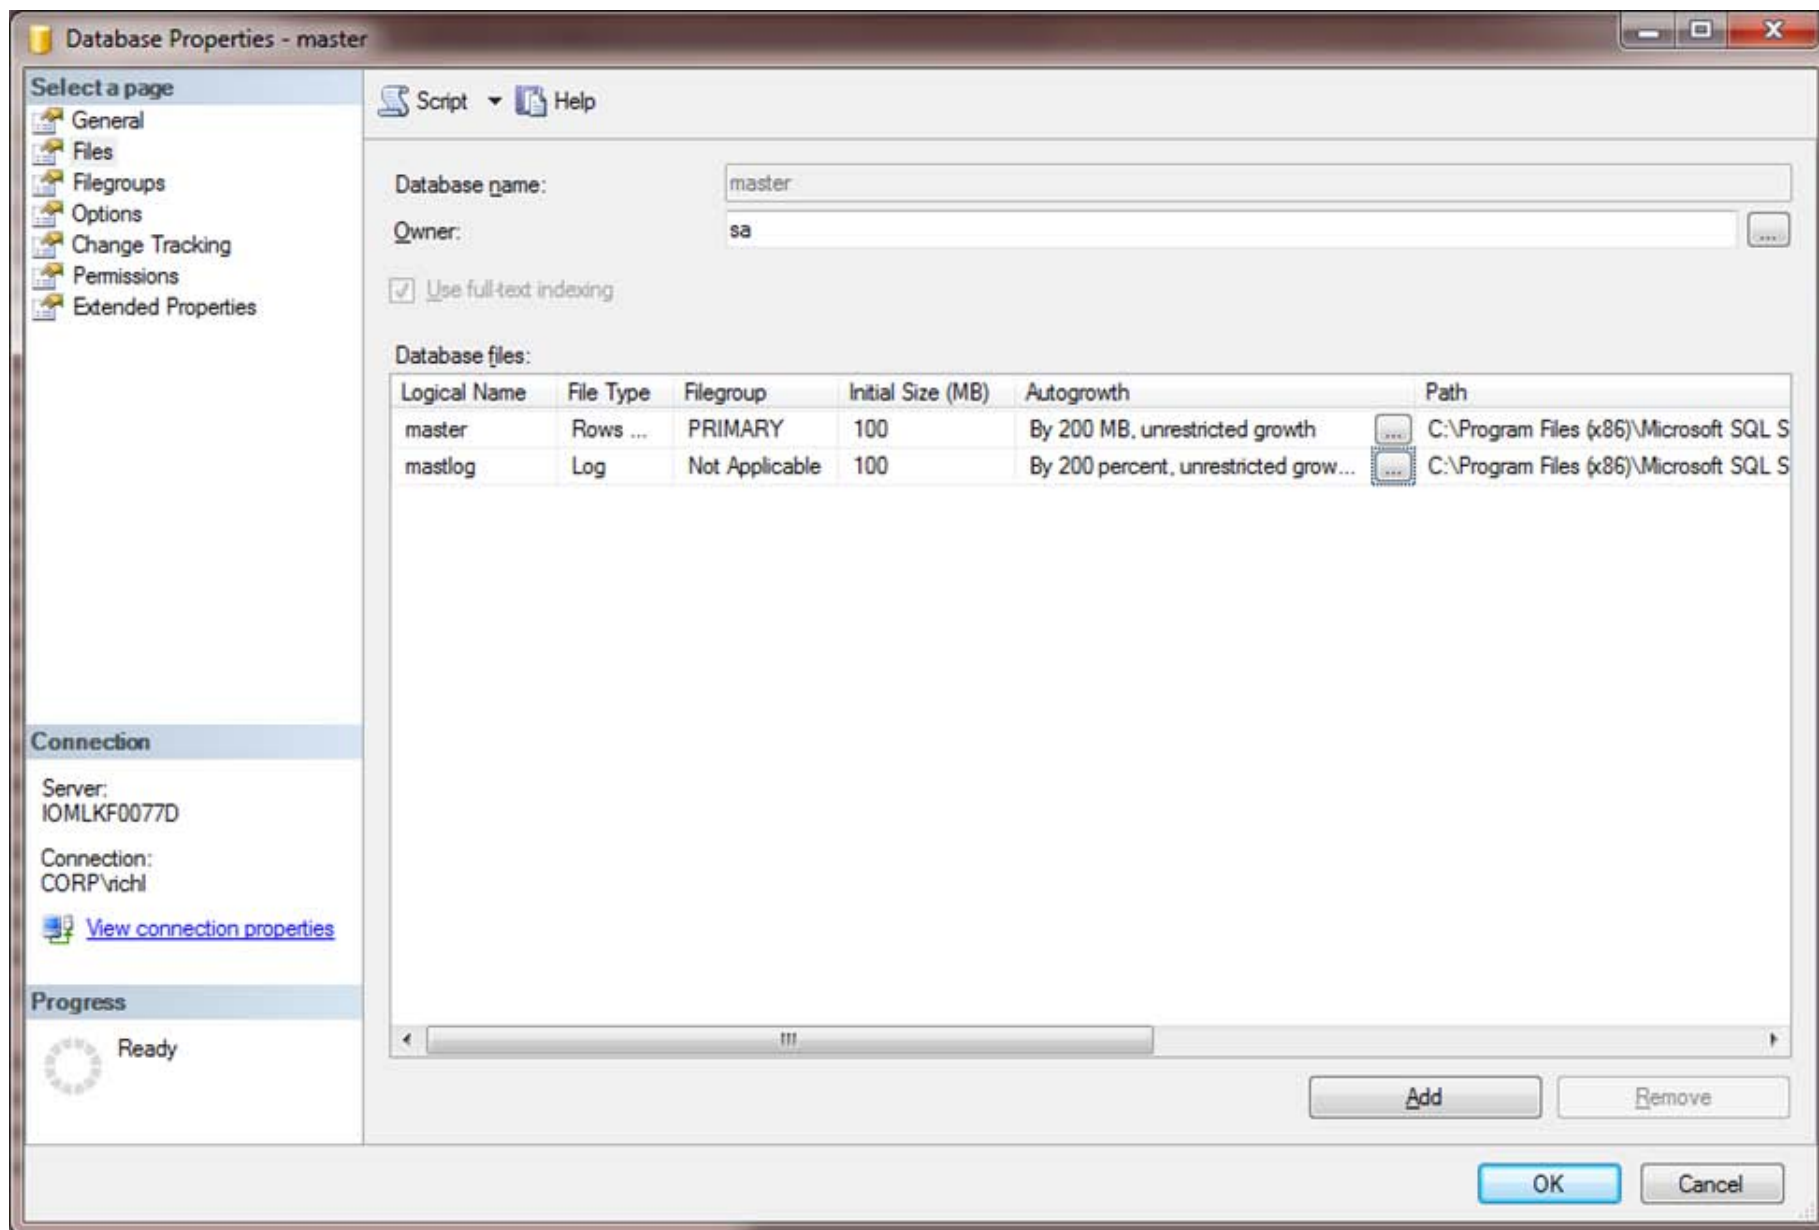 Database Properties - master
Select a page
General
Files
Filegroups
Options
Change Tracking
Permissions
Extended Properties
Script Help
Database name: master
Owner: sa ...
Use full-text indexing
Database files:
Logical Name File Type Filegroup Initial Size (MB) Autogrowth Path
master Rows ... PRIMARY 100 By 200 MB, unrestricted growth ... C:\Program Files (x86)\Microsoft SQL S
mastlog Log Not Applicable 100 By 200 percent, unrestricted grow... ... C:\Program Files (x86)\Microsoft SQL S
Connection
Server:
IOMLKF0077D
Connection:
CORP\richl
View connection properties
Progress
Ready
Add Remove
OK Cancel